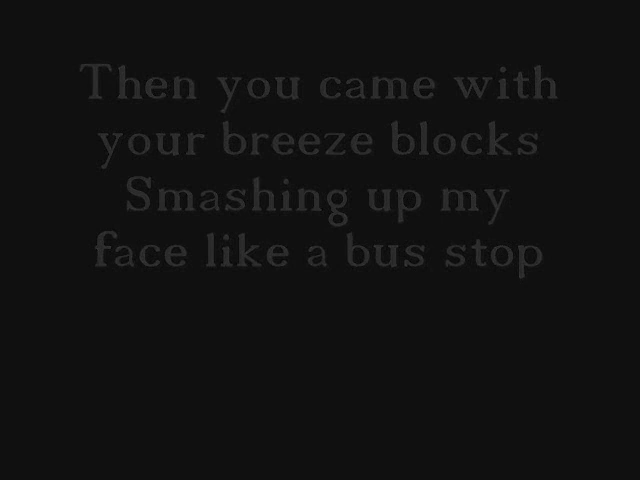 Then you came with
your breeze blocks
Smashing up my
face like a bus stop